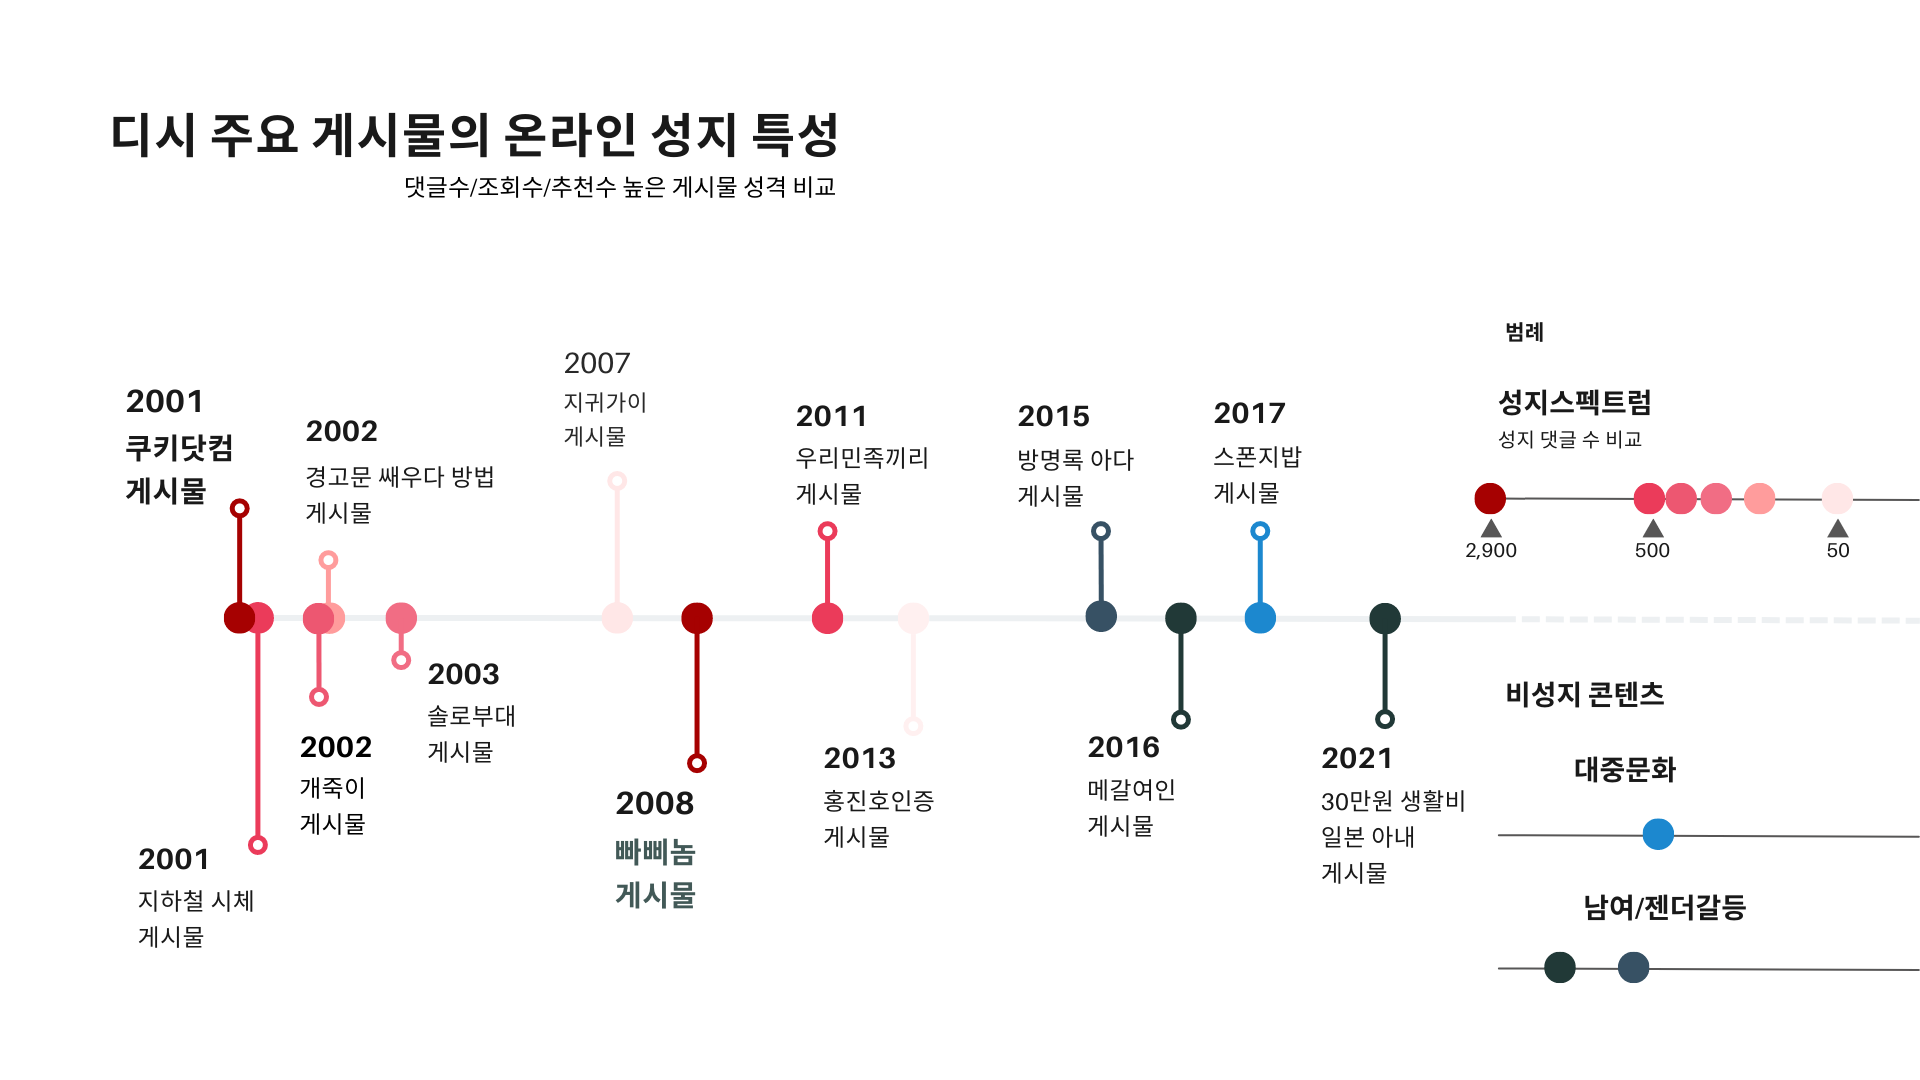 디시 주요 게시물의 온라인 성지 특성
댓글수/조회수/추천수 높은 게시물 성격 비교
2001
쿠키닷컴
게시물
2002
경고문 쌔우다 방법
게시물
2007
지귀가이
게시물
2011
우리민족끼리
게시물
2015
방명록 아다
게시물
2017
스폰지밥
게시물
2001
지하철 시체
게시물
2002
개죽이
게시물
2003
솔로부대
게시물
2008
빠삐놈
게시물
2013
홍진호인증
게시물
2016
메갈여인
게시물
2021
30만원 생활비
일본 아내
게시물
범례
성지스펙트럼
성지 댓글 수 비교
2,900
500
50
비성지 콘텐츠
대중문화
남여/젠더갈등